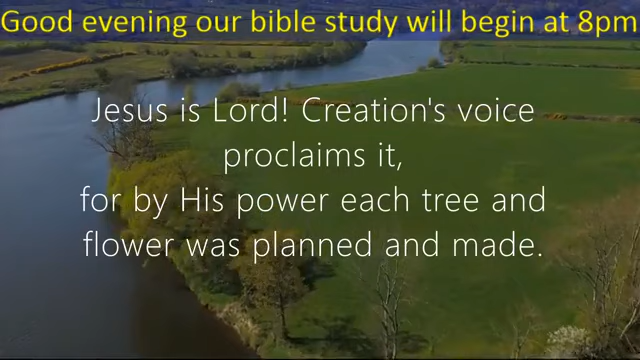 Good evening our bible study will begin at 8pm
Jesus is Lord! Creation's voice
proclaims it,
for by His power each tree and
flower was planned and made.